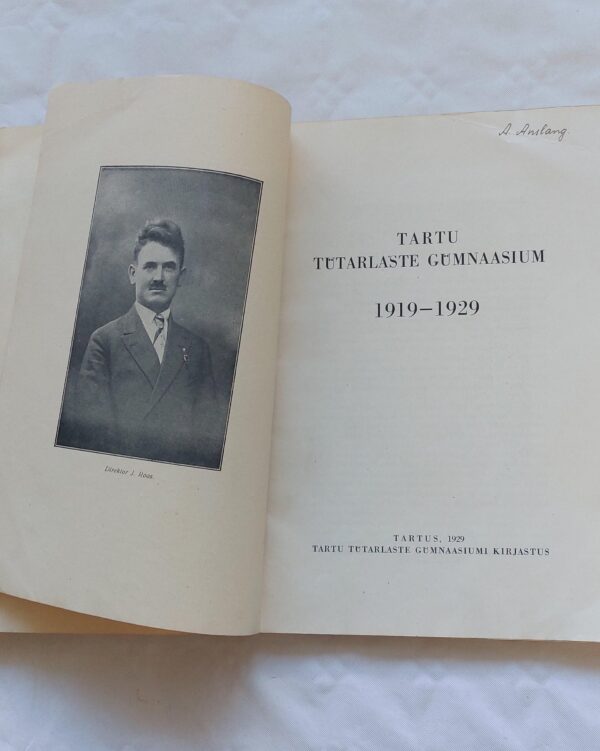 Direktor J. Roos.
A. Anslang.
TARTU
TÜTARLASTE GÜMNAASIUM
1919–1929
TARTUS, 1929
TARTU TÜTARLASTE GÜMNAASIUMI KIRJASTUS